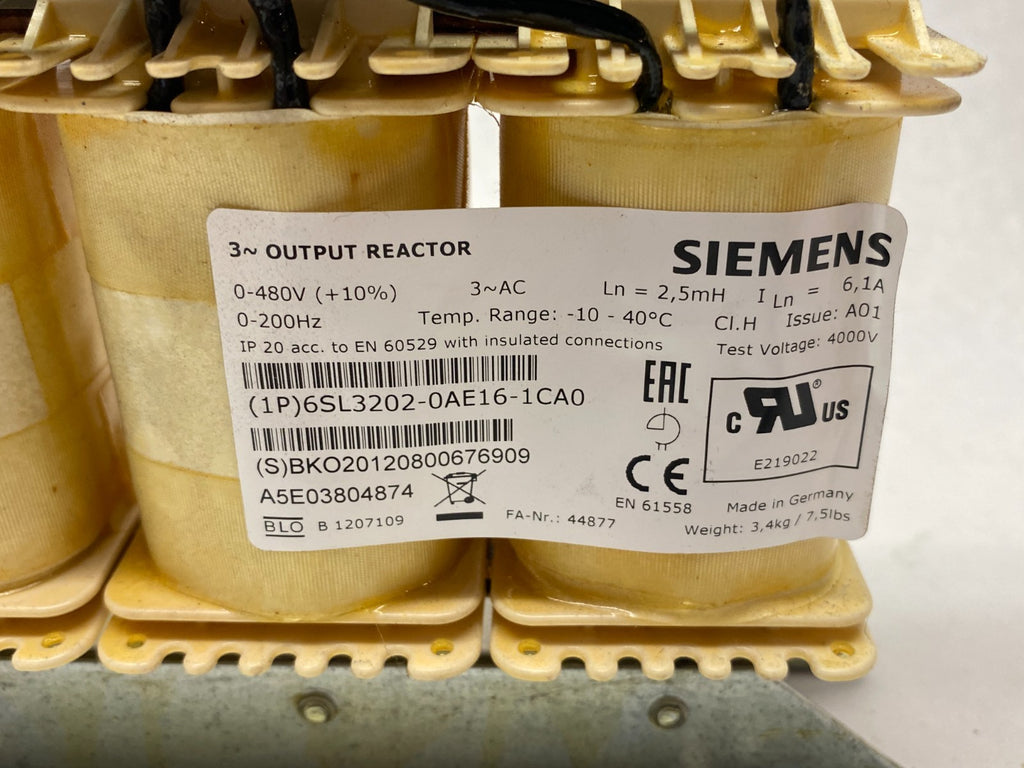 3~ OUTPUT REACTOR
SIEMENS
0-480V (+10%) 3~AC Ln = 2,5mH I Ln = 6,1A
0-200Hz Temp. Range: -10 - 40°C Cl.H Issue: A01
IP 20 acc. to EN 60529 with insulated connections Test Voltage: 4000V
(1P)6SL3202-0AE16-1CA0
EAC
c RU ® US
E219022
(S)BKO20120800676909
CE
A5E03804874
EN 61558
Made in Germany
BLO B 1207109 FA-Nr.: 44877 Weight: 3,4kg / 7,5lbs